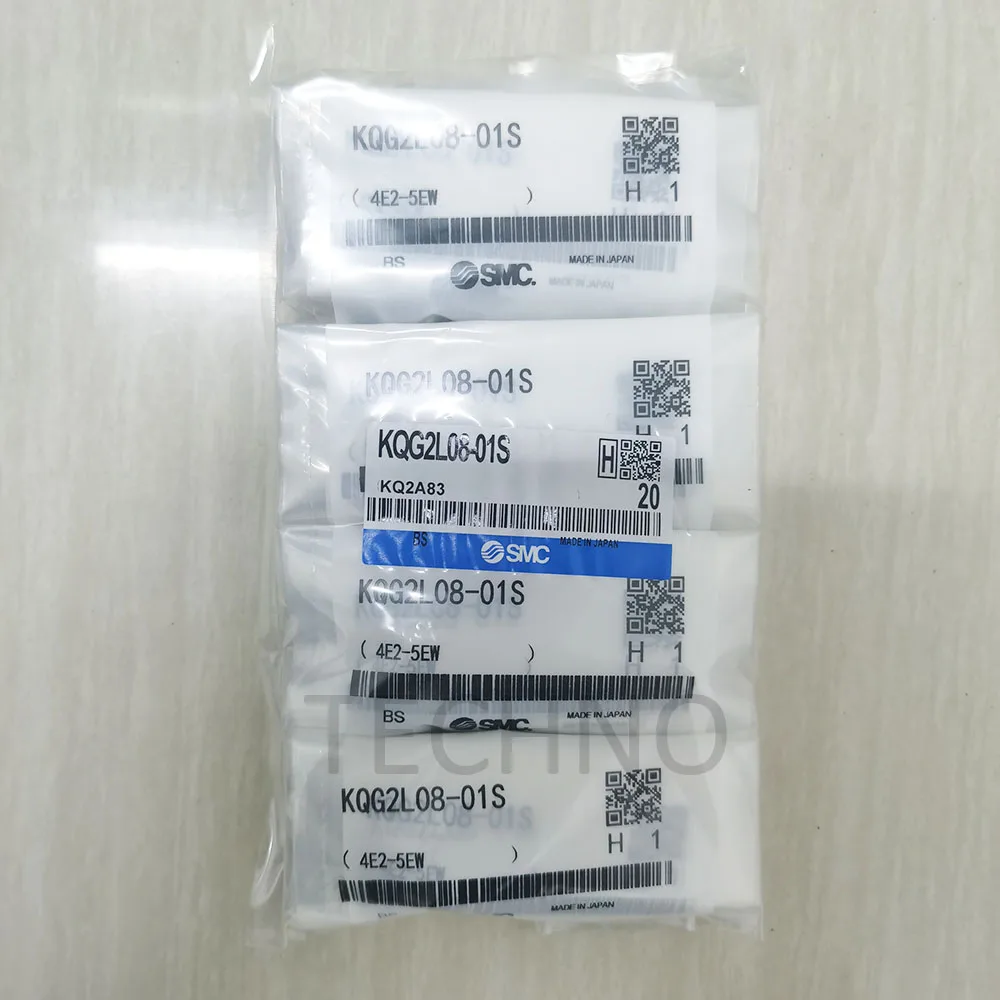 KQG2L08-01S
H 1
( 4E2-5EW )
BS
MADE IN JAPAN
SMC.
KQG2L08-01S
H 1
KQG2L08-01S
H
KQ2A83
20
BS
SMC
MADE IN JAPAN
KQG2L08-01S
H 1
( 4E2-5EW )
BS
SMC.
MADE IN JAPAN
TECHNO
KQG2L08-01S
H 1
( 4E2-5EW )
BS
MADE IN JAPAN